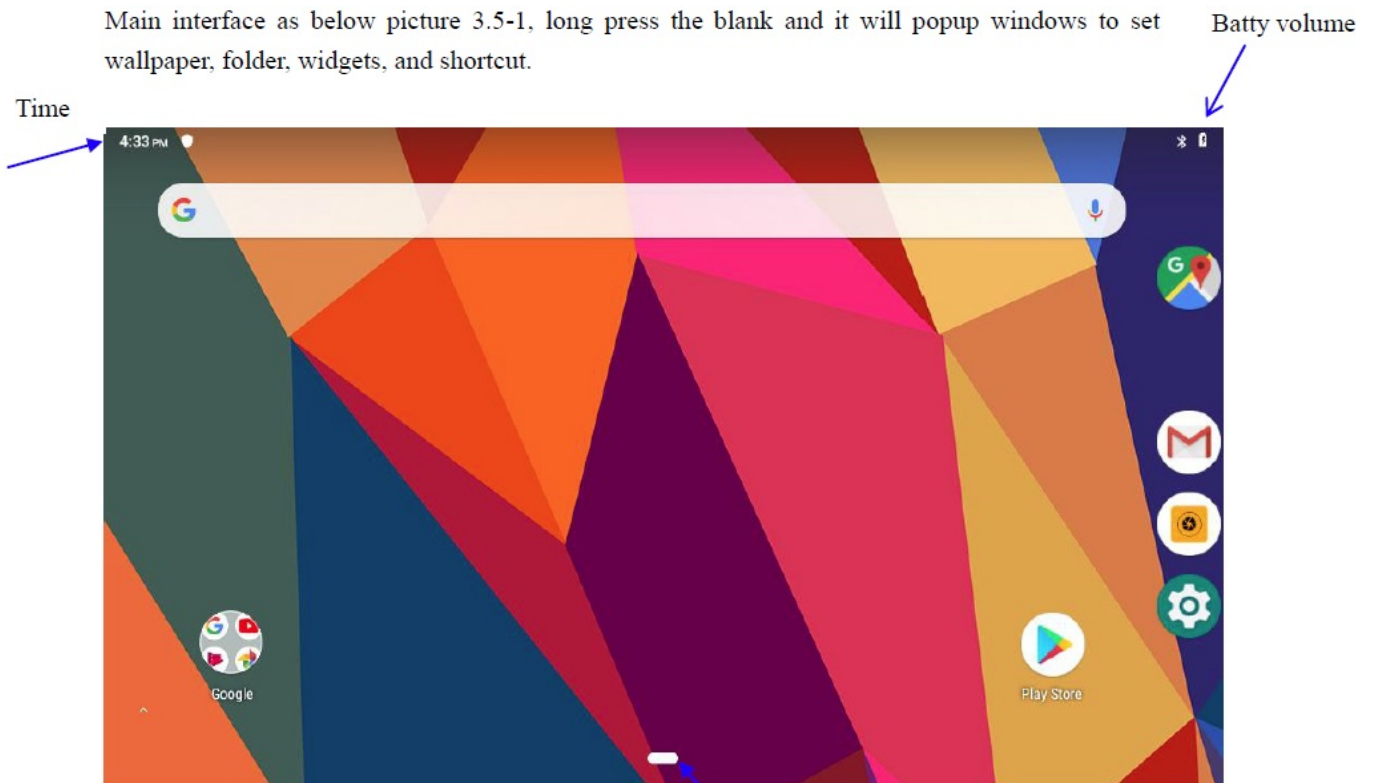 Main interface as below picture 3.5-1, long press the blank and it will popup windows to set
wallpaper, folder, widgets, and shortcut.
Batty volume
Time
4:33 PM
G
G
G
Google
Play Store